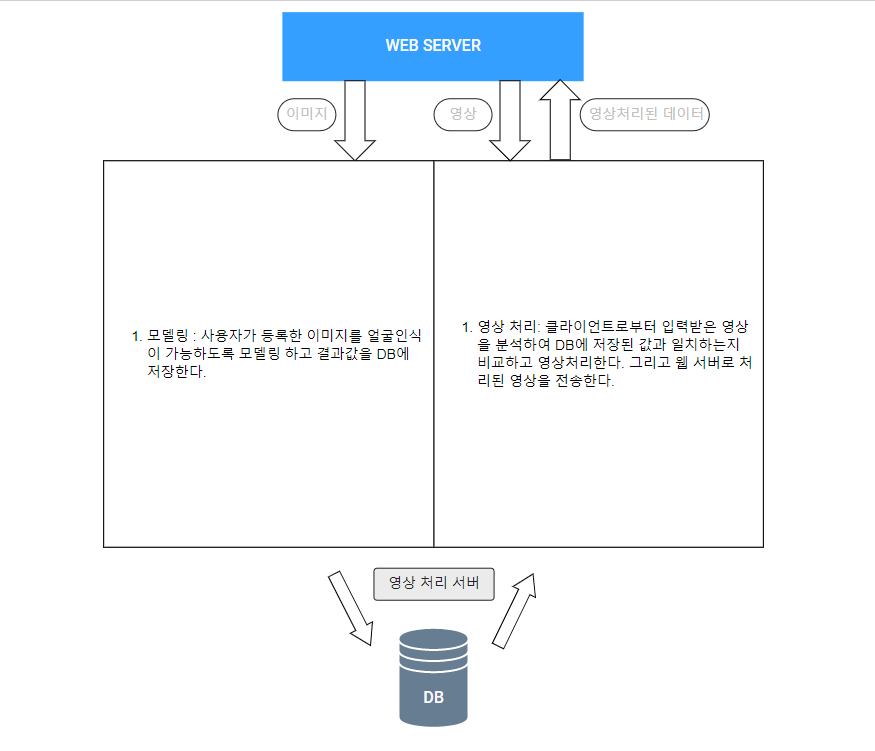 WEB SERVER
이미지
영상
영상처리된 데이터
1. 모델링 : 사용자가 등록한 이미지를 얼굴인식
이 가능하도록 모델링 하고 결과값을 DB에
저장한다.
1. 영상 처리: 클라이언트로부터 입력받은 영상
을 분석하여 DB에 저장된 값과 일치하는지
비교하고 영상처리한다. 그리고 웹 서버로 처
리된 영상을 전송한다.
영상 처리 서버
DB